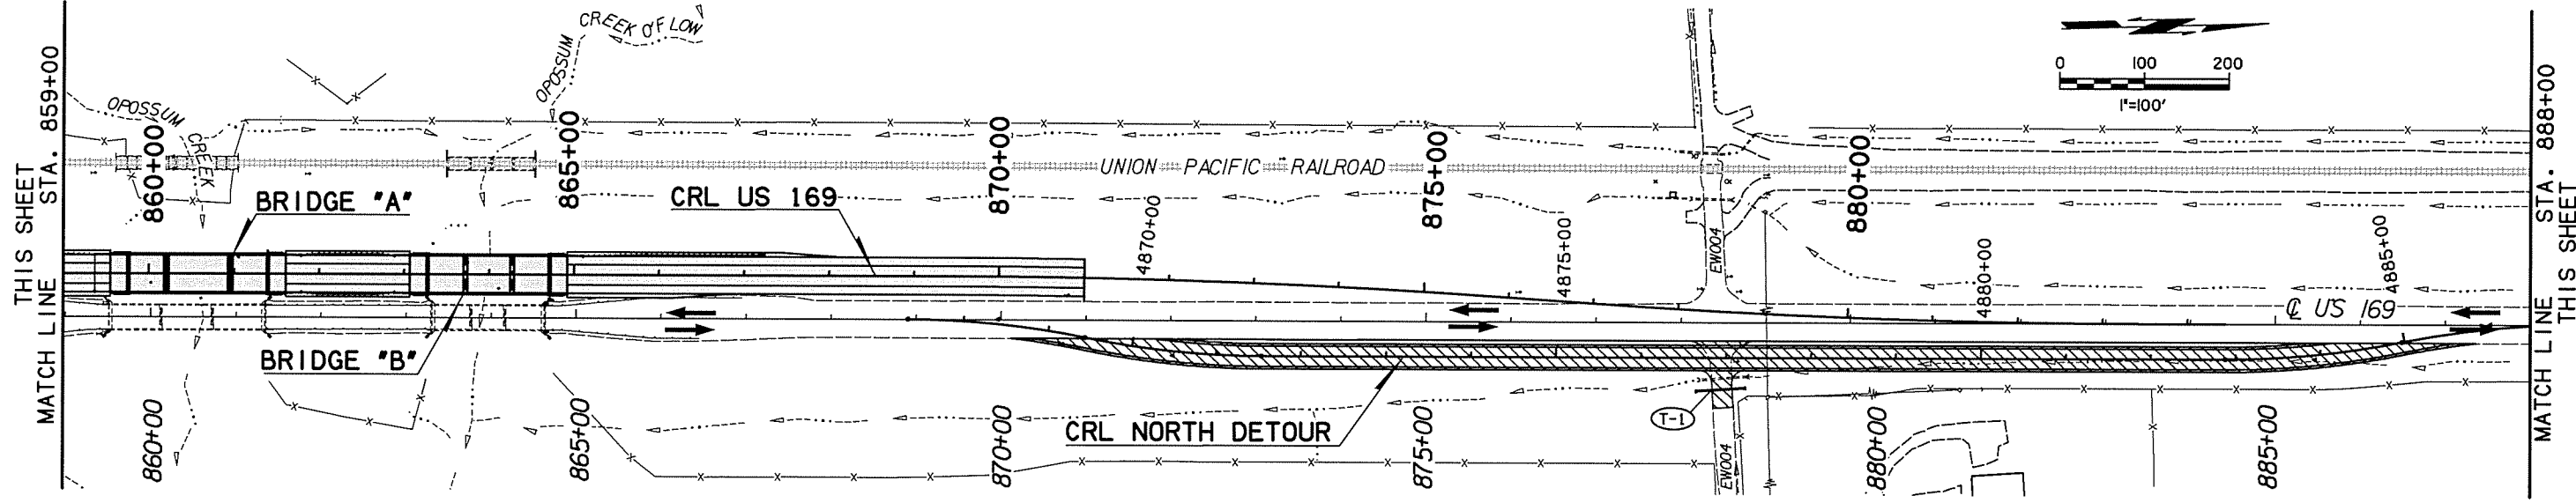 MATCH LINE STA. 859+00
THIS SHEET
OPOSSUM
CREEK
OPOSSUM
CREEK O'FLOW
860+00
865+00
870+00
875+00
880+00
UNION PACIFIC RAILROAD
BRIDGE "A"
CRL US 169
BRIDGE "B"
4870+00
4875+00
4880+00
4885+00
EW004
℄ US 169
0 100 200
1"=100'
CRL NORTH DETOUR
T-1
EW004
860+00
865+00
870+00
875+00
880+00
885+00
MATCH LINE STA. 888+00
THIS SHEET